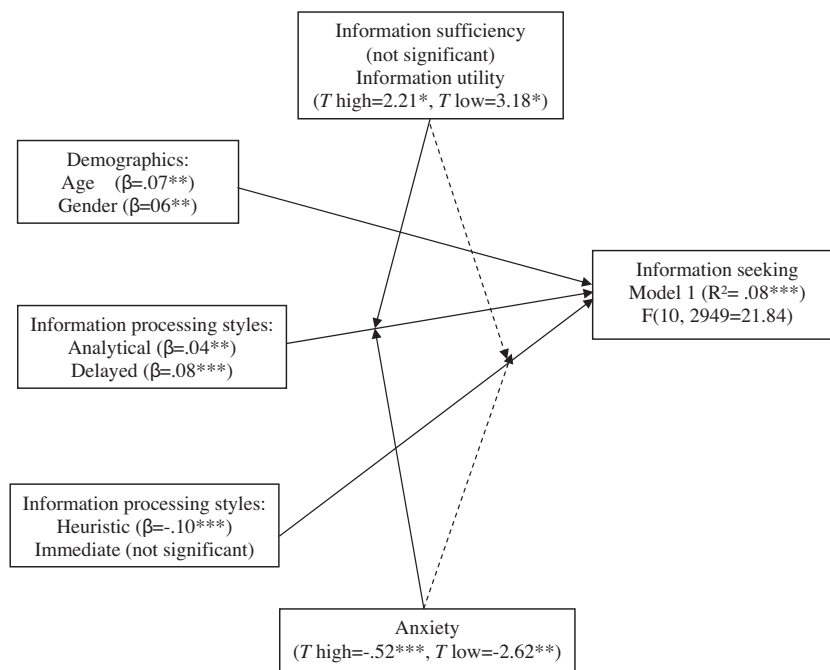 Information sufficiency
(not significant)
Information utility
(T high=2.21*, T low=3.18*)
Demographics:
Age (β=.07**)
Gender (β=06**)
Information seeking
Model 1 (R²= .08***)
F(10, 2949=21.84)
Information processing styles:
Analytical (β=.04**)
Delayed (β=.08***)
Information processing styles:
Heuristic (β=-.10***)
Immediate (not significant)
Anxiety
(T high=-.52***, T low=-2.62**)